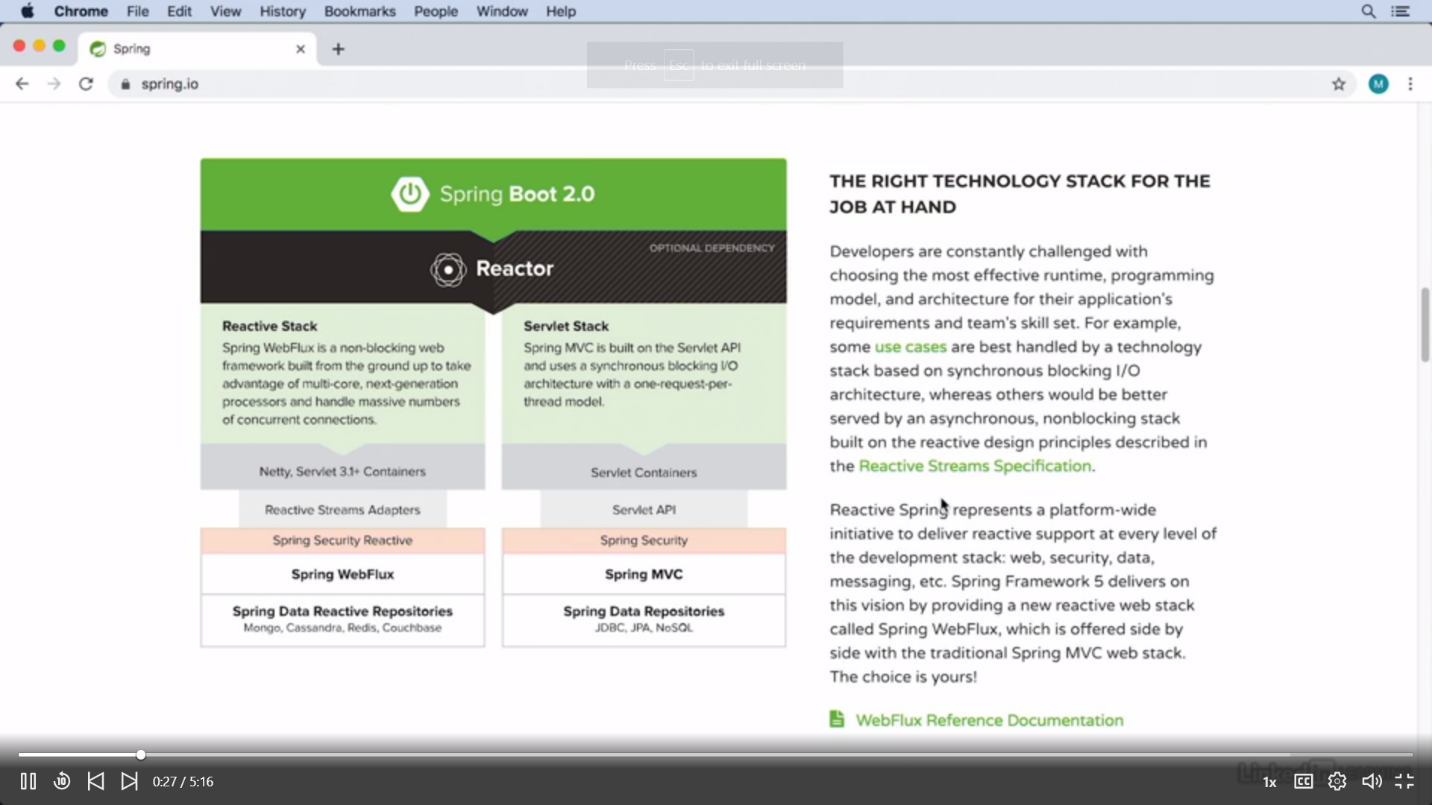 Chrome File Edit View History Bookmarks People Window Help
Spring
Press Esc to exit full screen
spring.io
M
Spring Boot 2.0
OPTIONAL DEPENDENCY
Reactor
Reactive Stack
Spring WebFlux is a non-blocking web
framework built from the ground up to take
advantage of multi-core, next-generation
processors and handle massive numbers
of concurrent connections.
Netty, Servlet 3.1+ Containers
Reactive Streams Adapters
Spring Security Reactive
Spring WebFlux
Spring Data Reactive Repositories
Mongo, Cassandra, Redis, Couchbase
Servlet Stack
Spring MVC is built on the Servlet API
and uses a synchronous blocking I/O
architecture with a one-request-per-
thread model.
Servlet Containers
Servlet API
Spring Security
Spring MVC
Spring Data Repositories
JDBC, JPA, NoSQL
THE RIGHT TECHNOLOGY STACK FOR THE
JOB AT HAND
Developers are constantly challenged with
choosing the most effective runtime, programming
model, and architecture for their application's
requirements and team's skill set. For example,
some use cases are best handled by a technology
stack based on synchronous blocking I/O
architecture, whereas others would be better
served by an asynchronous, nonblocking stack
built on the reactive design principles described in
the Reactive Streams Specification.
Reactive Spring represents a platform-wide
initiative to deliver reactive support at every level of
the development stack: web, security, data,
messaging, etc. Spring Framework 5 delivers on
this vision by providing a new reactive web stack
called Spring WebFlux, which is offered side by
side with the traditional Spring MVC web stack.
The choice is yours!
WebFlux Reference Documentation
10
0:27 / 5:16
1x
CC